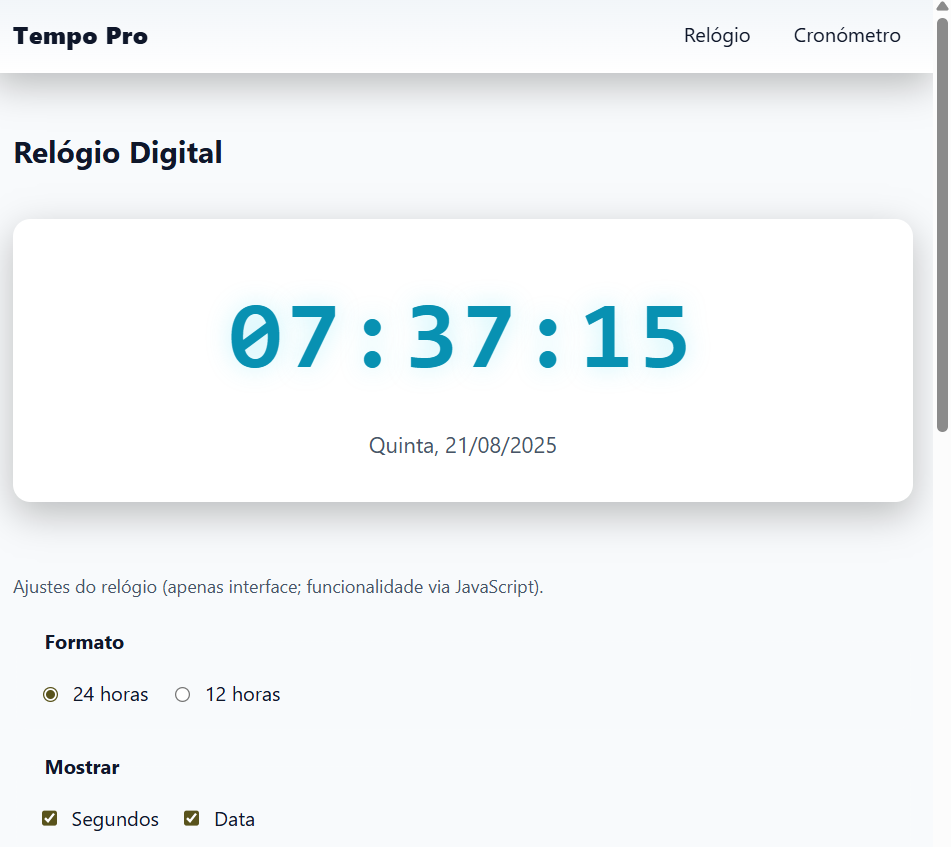 Tempo Pro
Relógio Cronómetro
Relógio Digital
07:37:15
Quinta, 21/08/2025
Ajustes do relógio (apenas interface; funcionalidade via JavaScript).
Formato
24 horas 12 horas
Mostrar
Segundos Data